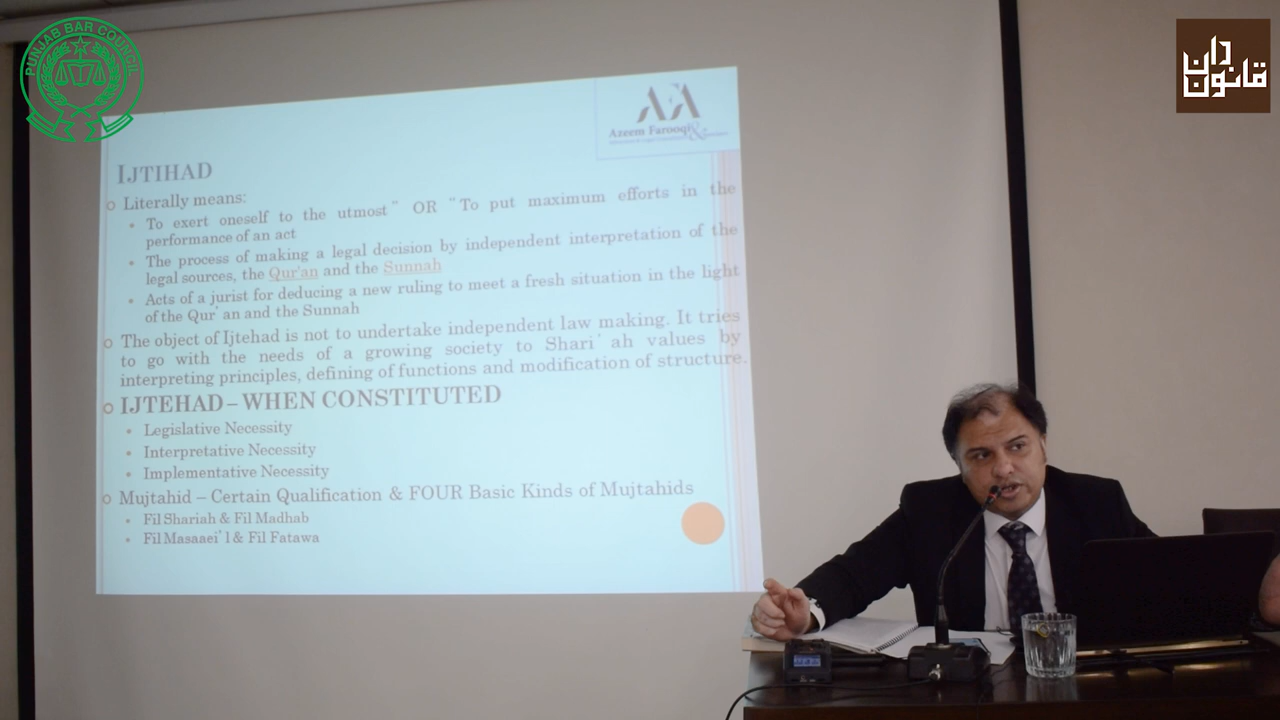 PUNJAB BAR COUNCIL
قانون دان
AFA
Azeem Farooqi &
IJTIHAD
Literally means:
To exert oneself to the utmost" OR "To put maximum efforts in the
performance of an act
The process of making a legal decision by independent interpretation of the
legal sources, the Qur'an and the Sunnah
Acts of a jurist for deducing a new ruling to meet a fresh situation in the light
of the Qur'an and the Sunnah
The object of Ijtehad is not to undertake independent law making. It tries
to go with the needs of a growing society to Shari'ah values by
interpreting principles, defining of functions and modification of structure.
IJTEHAD – WHEN CONSTITUTED
Legislative Necessity
Interpretative Necessity
Implementative Necessity
Mujtahid – Certain Qualification & FOUR Basic Kinds of Mujtahids
Fil Shariah & Fil Madhab
Fil Masaaei'l & Fil Fatawa